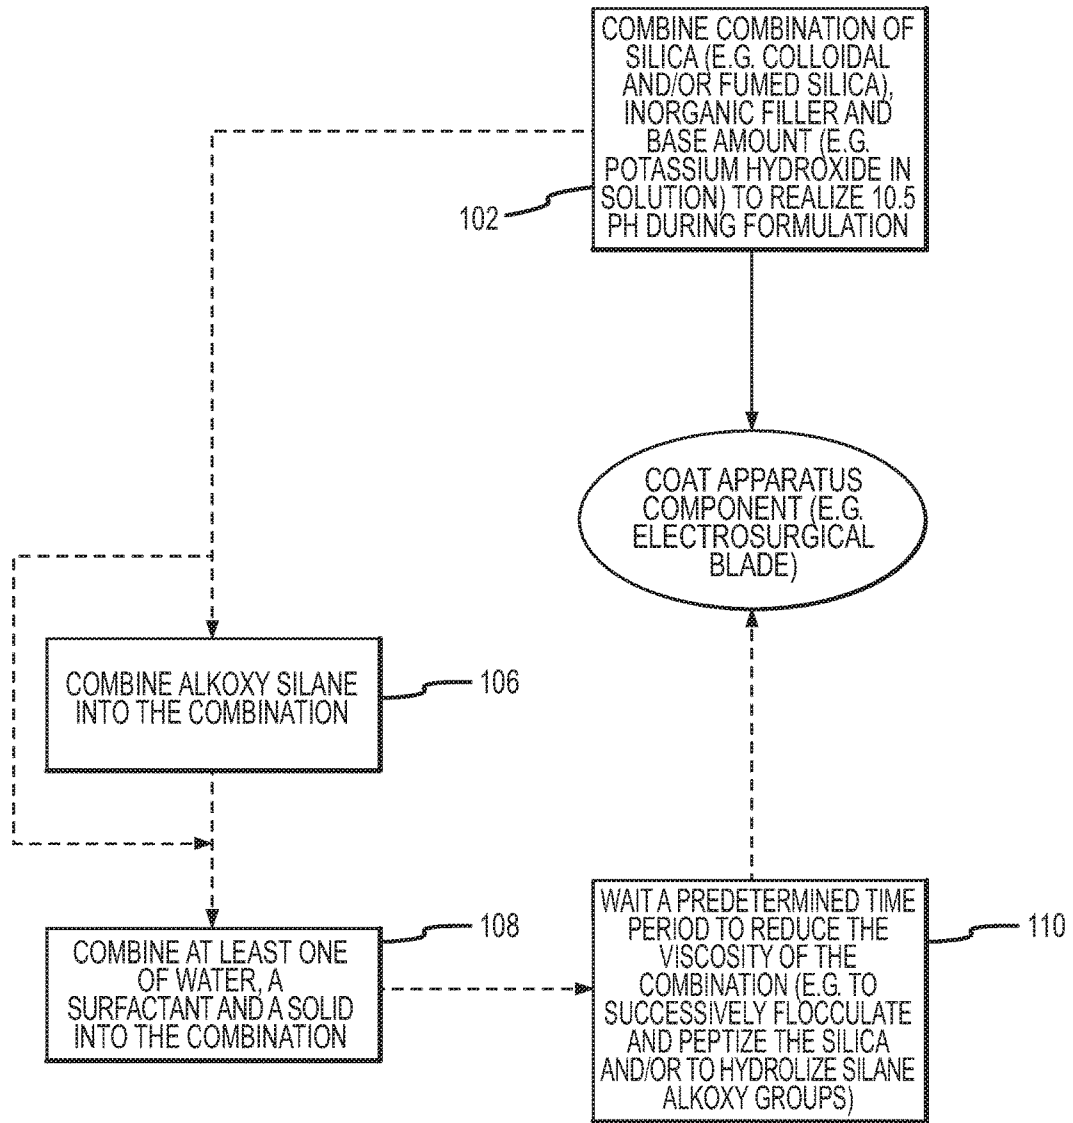 COMBINE COMBINATION OF
SILICA (E.G. COLLOIDAL
AND/OR FUMED SILICA),
INORGANIC FILLER AND
BASE AMOUNT (E.G.
POTASSIUM HYDROXIDE IN
SOLUTION) TO REALIZE 10.5
PH DURING FORMULATION
102
COAT APPARATUS
COMPONENT (E.G.
ELECTROSURGICAL
BLADE)
COMBINE ALKOXY SILANE
INTO THE COMBINATION
106
COMBINE AT LEAST ONE
OF WATER, A
SURFACTANT AND A SOLID
INTO THE COMBINATION
108
WAIT A PREDETERMINED TIME
PERIOD TO REDUCE THE
VISCOSITY OF THE
COMBINATION (E.G. TO
SUCCESSIVELY FLOCCULATE
AND PEPTIZE THE SILICA
AND/OR TO HYDROLIZE SILANE
ALKOXY GROUPS)
110